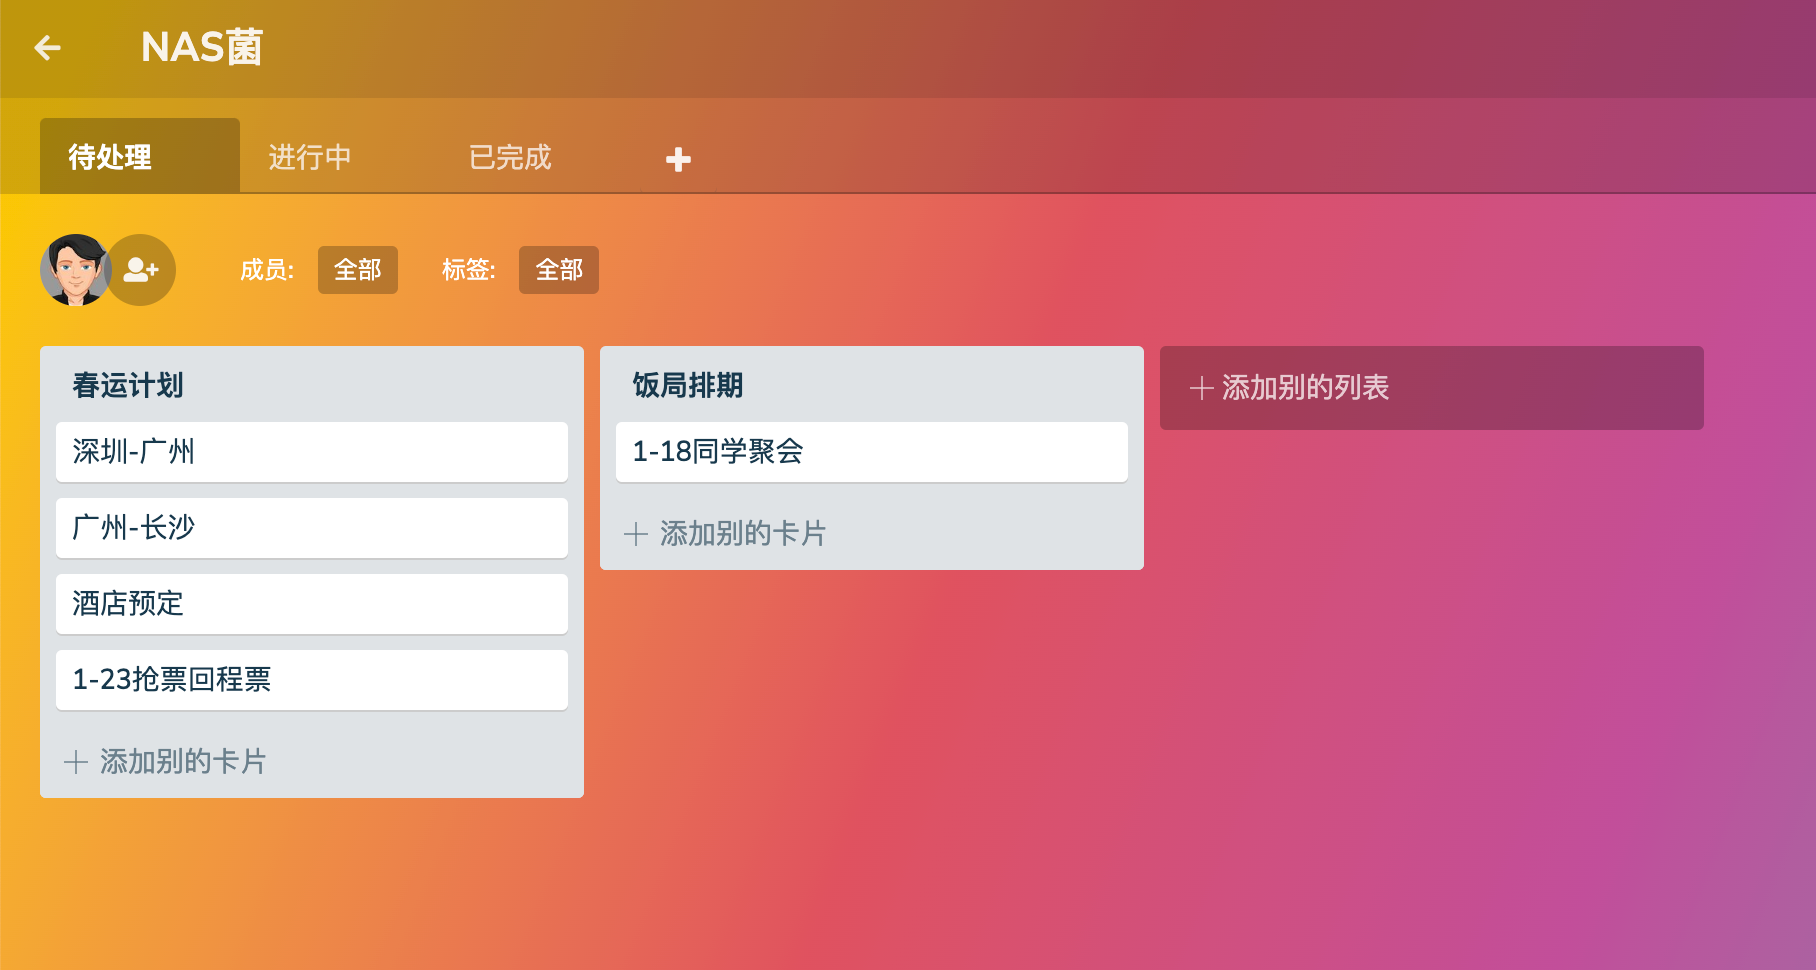 NAS菌
待处理 进行中 已完成
成员: 全部 标签: 全部
春运计划
深圳-广州
广州-长沙
酒店预定
1-23抢票回程票
添加别的卡片
饭局排期
1-18同学聚会
添加别的卡片
添加别的列表